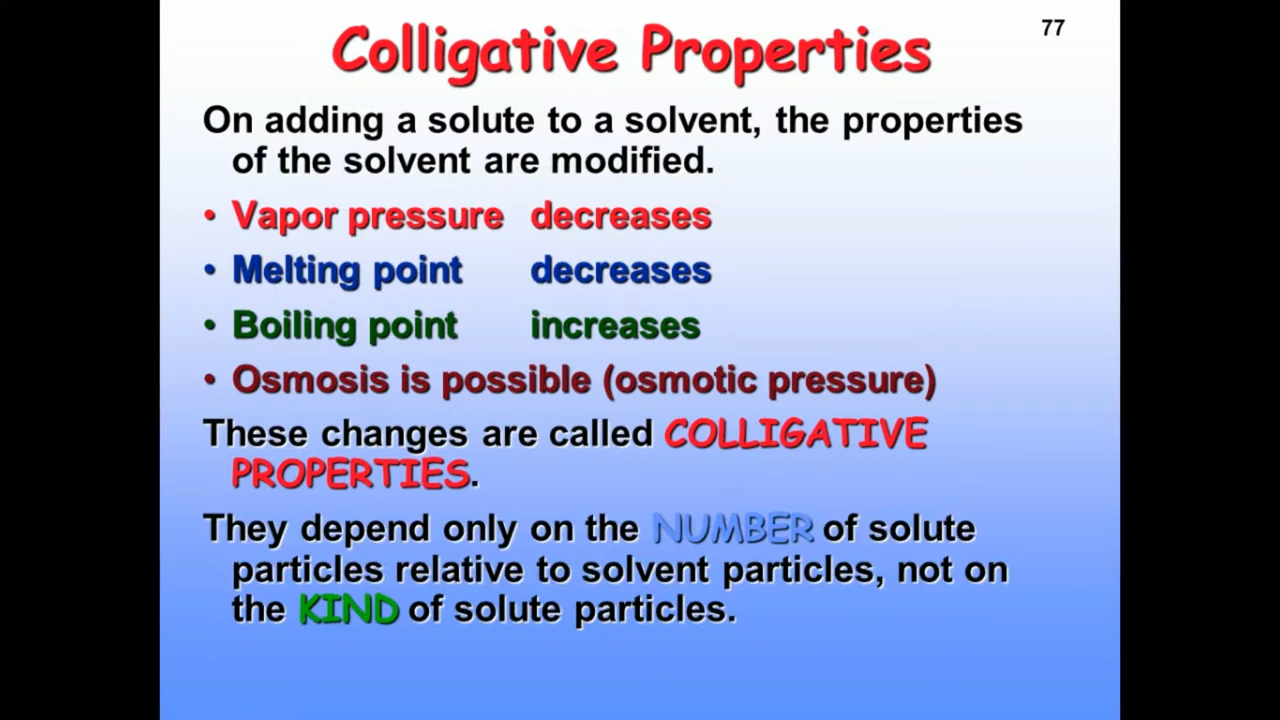 77
Colligative Properties
On adding a solute to a solvent, the properties
of the solvent are modified.
• Vapor pressure decreases
• Melting point decreases
• Boiling point increases
• Osmosis is possible (osmotic pressure)
These changes are called COLLIGATIVE
PROPERTIES.
They depend only on the NUMBER of solute
particles relative to solvent particles, not on
the KIND of solute particles.